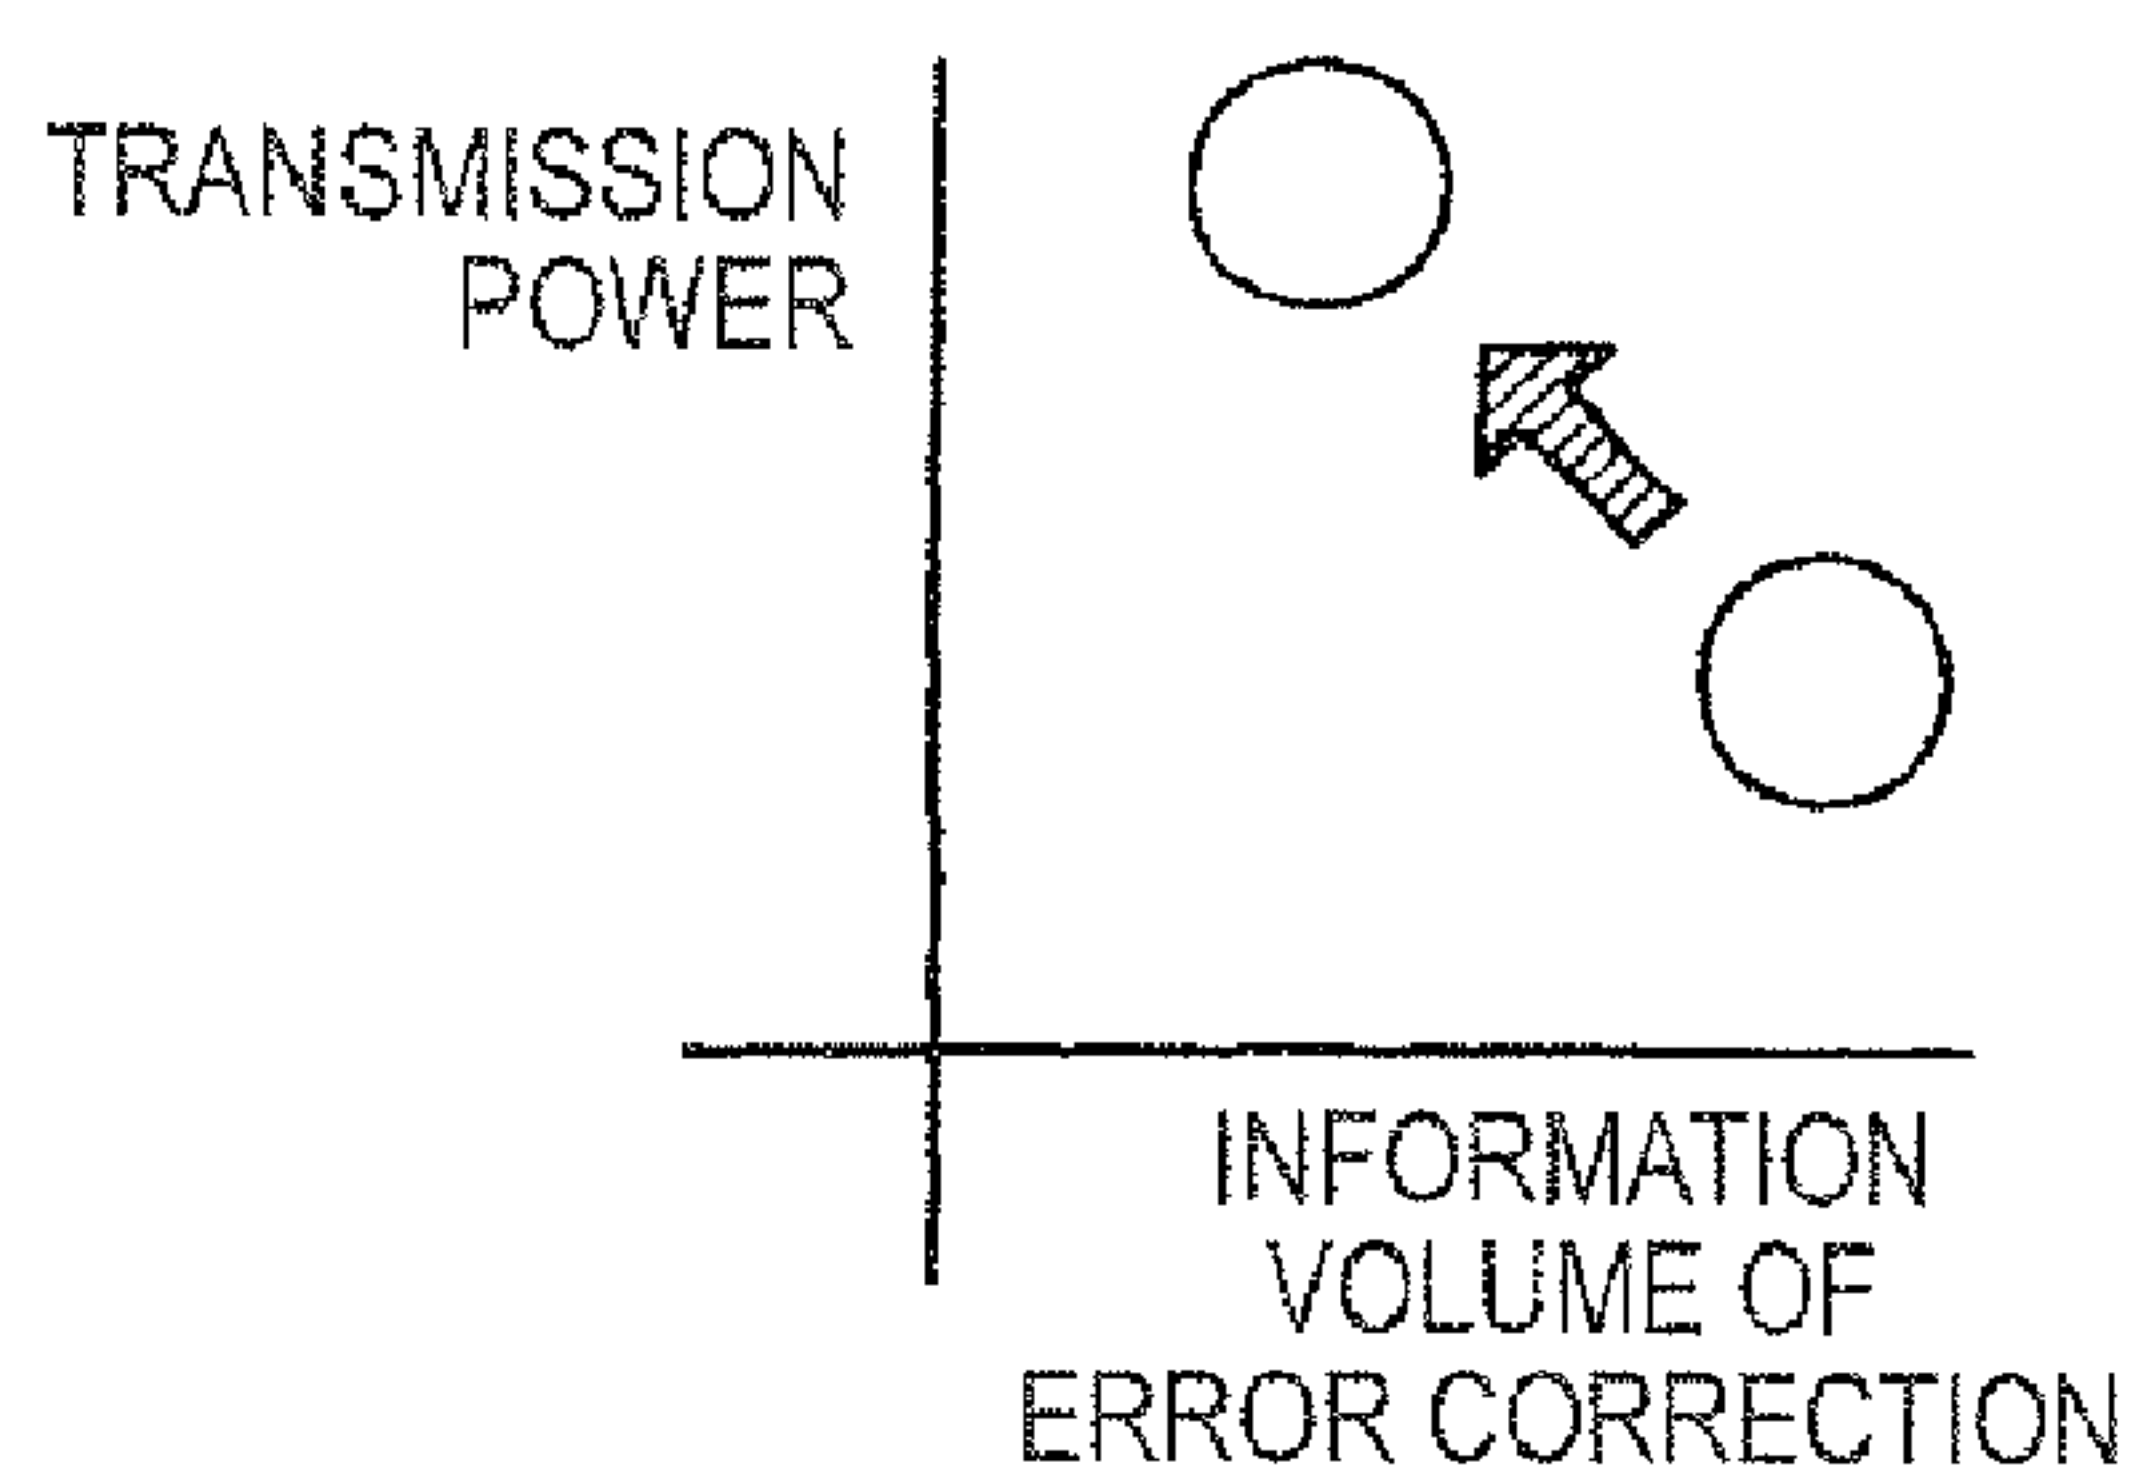 TRANSMISSION
POWER
INFORMATION
VOLUME OF
ERROR CORRECTION